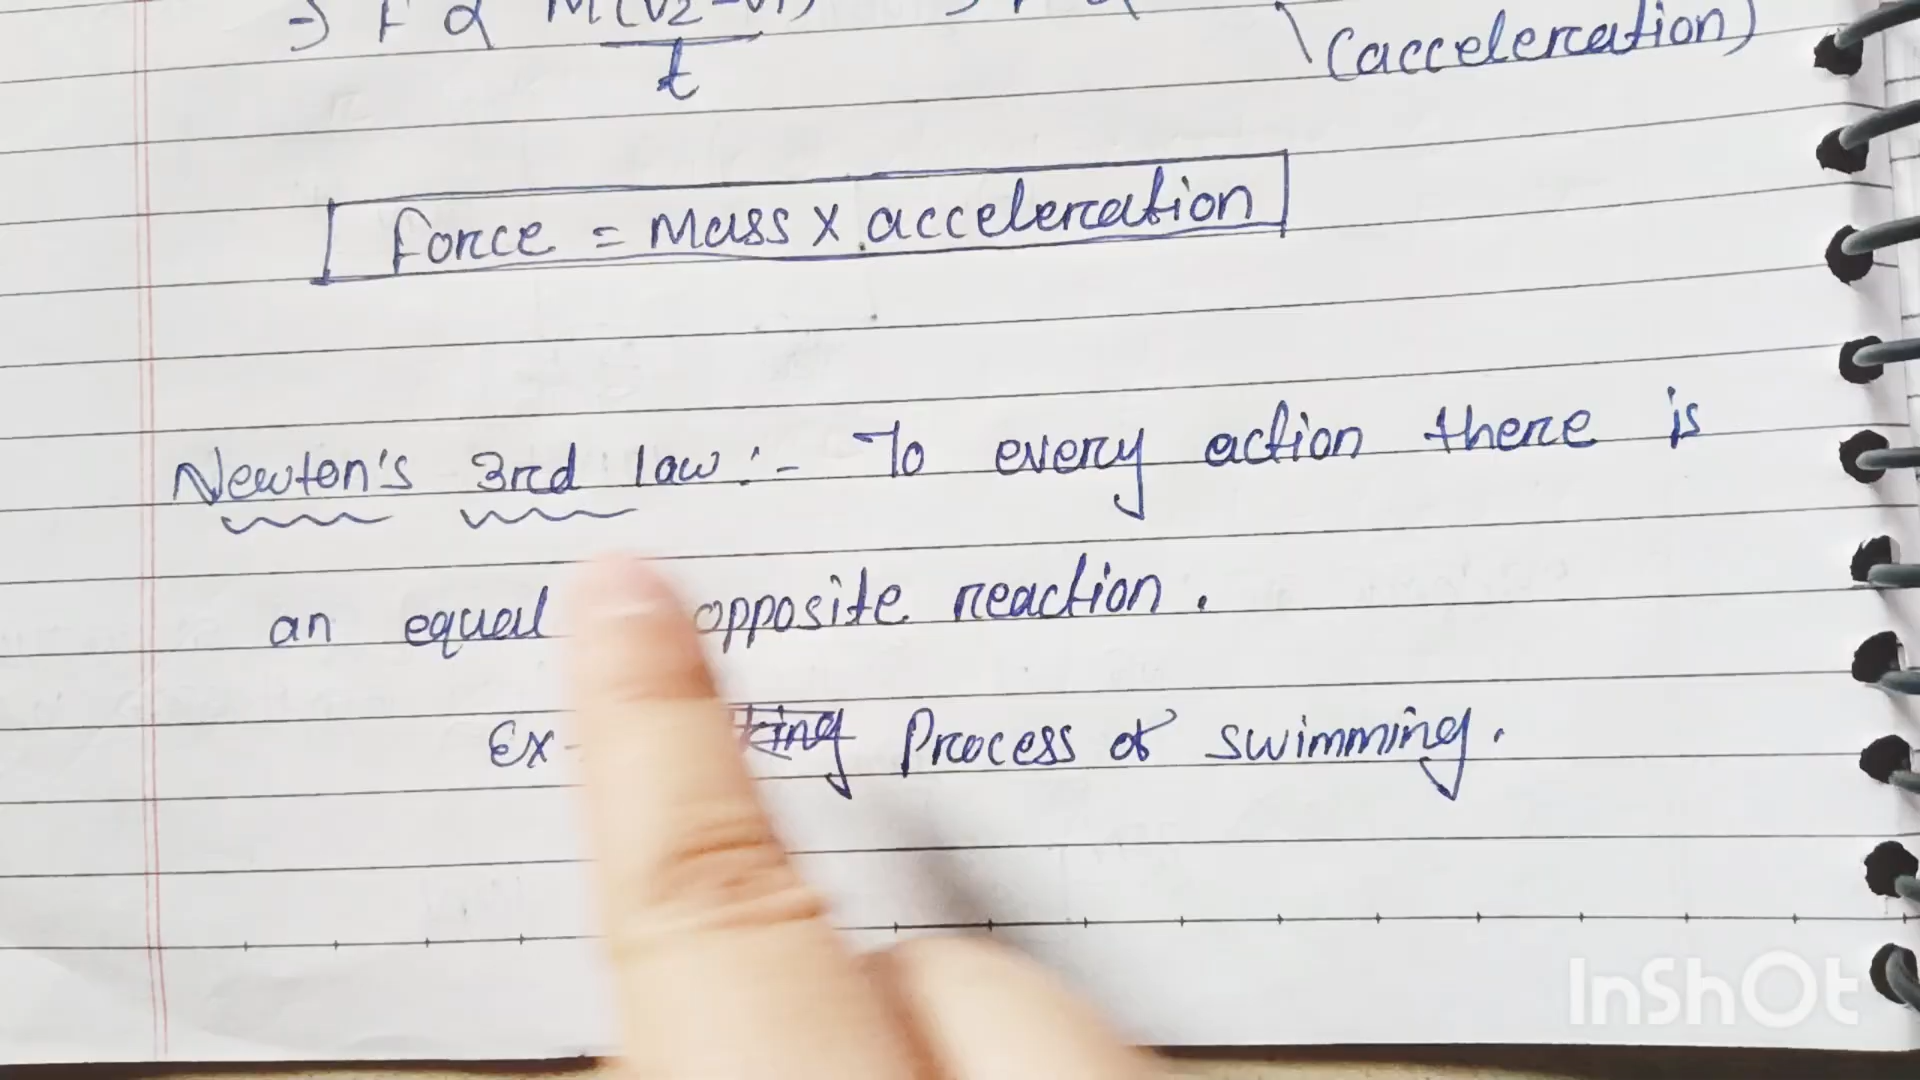 (acceleration)
t
Force = Mass x acceleration
Newton's 3rd law :- To every action there is
an equal opposite reaction.
Ex- Process of swimming.
InShOt